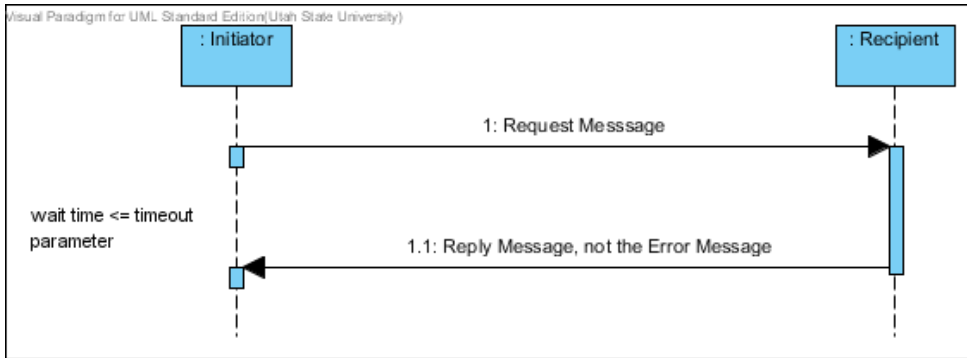 Visual Paradigm for UML Standard Edition(Utah State University)
: Initiator
: Recipient
1: Request Messsage
wait time <= timeout
parameter
1.1: Reply Message, not the Error Message